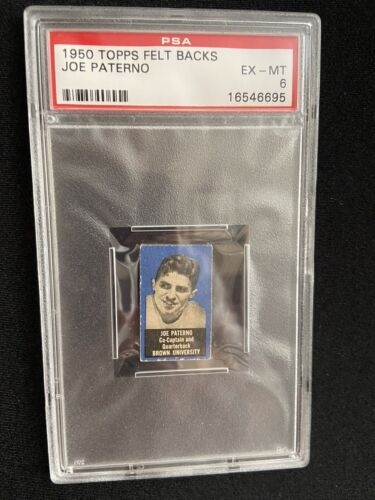 PSA
1950 TOPPS FELT BACKS
JOE PATERNO
EX - MT
6
16546695
JOE PATERNO
Co-Captain and
Quarterback
BROWN UNIVERSITY